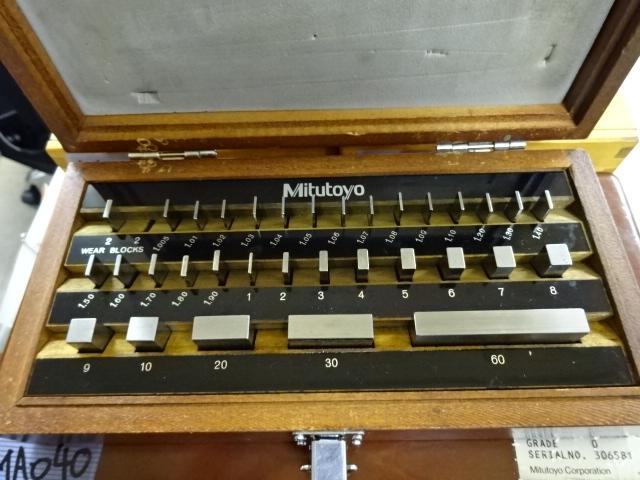 Mitutoyo
2 2 1.005 1.01 1.02 1.03 1.04 1.05 1.06 1.07 1.08 1.09 1.10 1.20 1.30 1.40
WEAR BLOCKS
1.50 1.60 1.70 1.80 1.90 1 2 3 4 5 6 7 8
9 10 20 30 60
GRADE 0
SERIAL NO. 306581
Mitutoyo Corporation
MA040